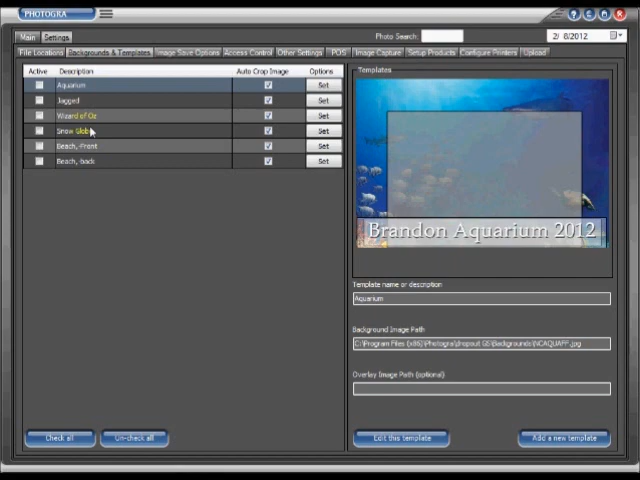 PHOTOGRA
Main Settings
Photo Search:
2/ 8/2012
File Locations Backgrounds & Templates Image Save Options Access Control Other Settings POS Image Capture Setup Products Configure Printers Upload
Active Description Auto Crop Image Options
Aquarium Set
Jagged Set
Wizard of Oz Set
Snow Globe Set
Beach, Front Set
Beach, back Set
Check all Un-check all
Templates
Brandon Aquarium 2012
Template name or description
Aquarium
Background Image Path
Overlay Image Path (optional)
Edit this template Add a new template